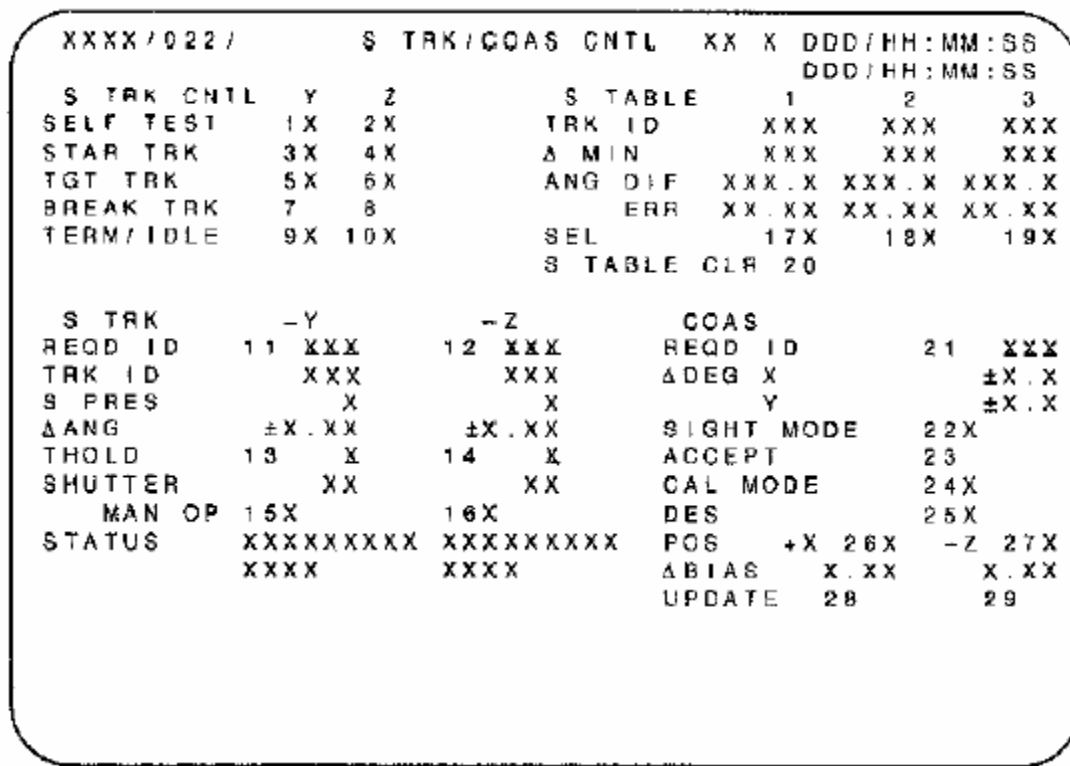 XXXX/022/ S TRK/COAS CNTL XX X DDD/HH:MM:SS
DDD/HH:MM:SS
S TRK CNTL Y Z S TABLE 1 2 3
SELF TEST 1X 2X TRK ID XXX XXX XXX
STAR TRK 3X 4X Δ MIN XXX XXX XXX
TGT TRK 5X 6X ANG DIF XXX.X XXX.X XXX.X
BREAK TRK 7 8 ERR XX.XX XX.XX XX.XX
TERM/IDLE 9X 10X SEL 17X 18X 19X
S TABLE CLR 20
S TRK –Y –Z COAS
REQD ID 11 XXX 12 XXX REQD ID 21 XXX
TRK ID XXX XXX ΔDEG X ±X.X
S PRES X X Y ±X.X
ΔANG ±X.XX ±X.XX SIGHT MODE 22X
THOLD 13 X 14 X ACCEPT 23
SHUTTER XX XX CAL MODE 24X
MAN OP 15X 16X DES 25X
STATUS XXXXXXXXX XXXXXXXXX POS +X 26X –Z 27X
XXXX XXXX ΔBIAS X.XX X.XX
UPDATE 28 29